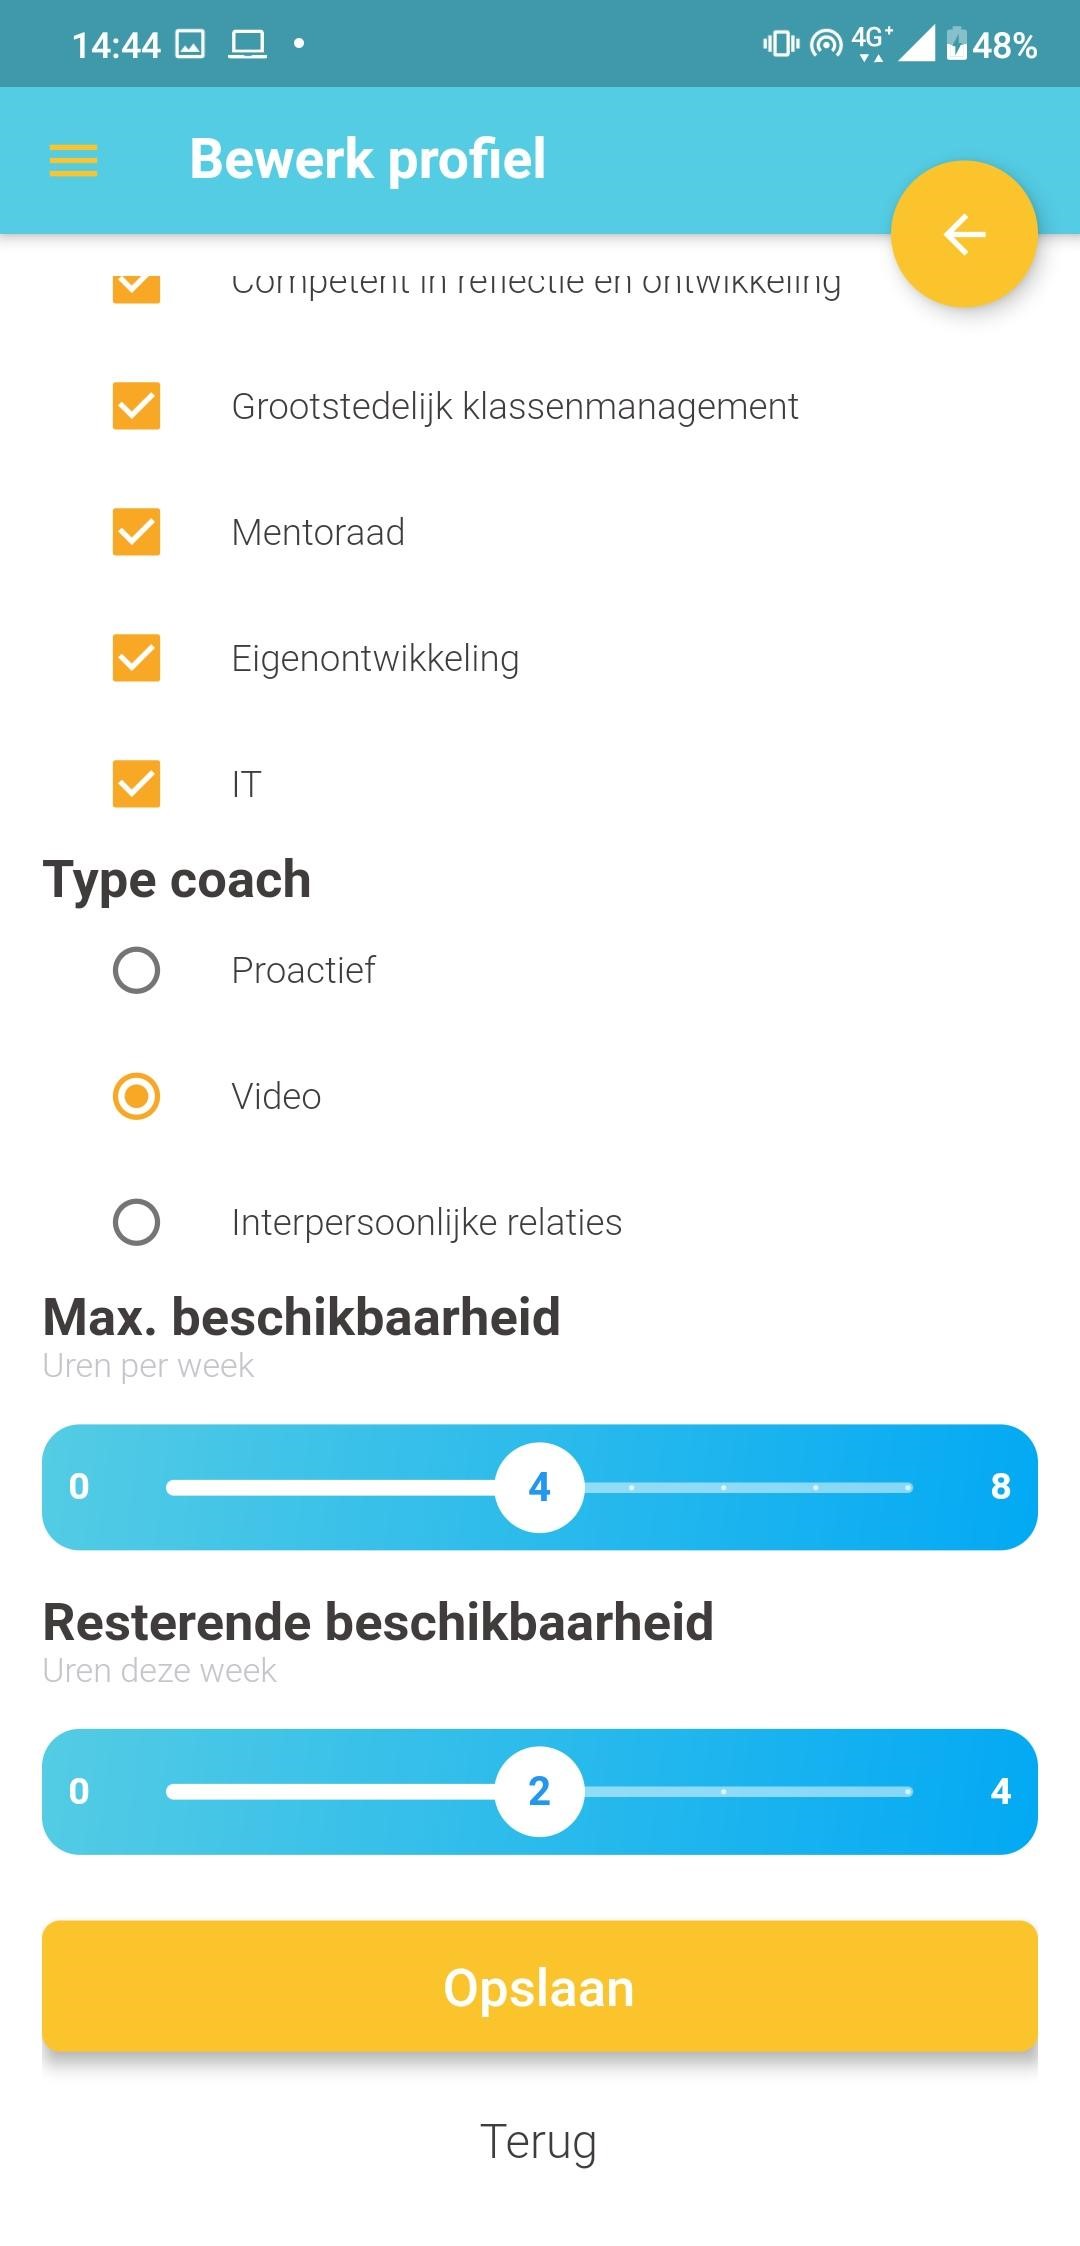 14:44
4G+
48%
Bewerk profiel
Competent in reflectie en ontwikkeling
Grootstedelijk klassenmanagement
Mentoraad
Eigenontwikkeling
IT
Type coach
Proactief
Video
Interpersoonlijke relaties
Max. beschikbaarheid
Uren per week
0 4 8
Resterende beschikbaarheid
Uren deze week
0 2 4
Opslaan
Terug